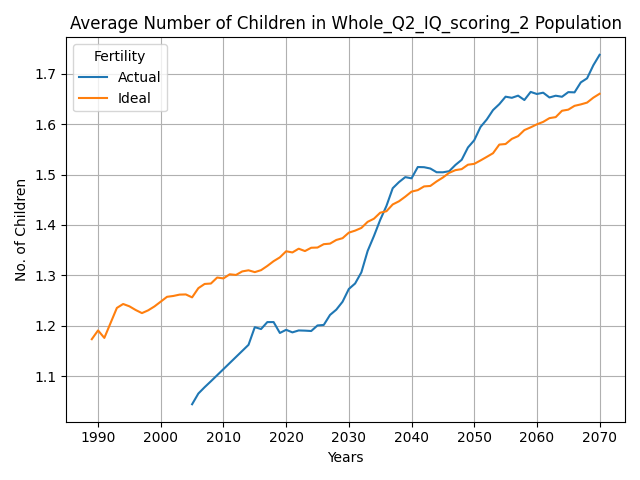 Average Number of Children in Whole_Q2_IQ_scoring_2 Population
Fertility
Actual
Ideal
No. of Children
1.7
1.6
1.5
1.4
1.3
1.2
1.1
1990 2000 2010 2020 2030 2040 2050 2060 2070
Years